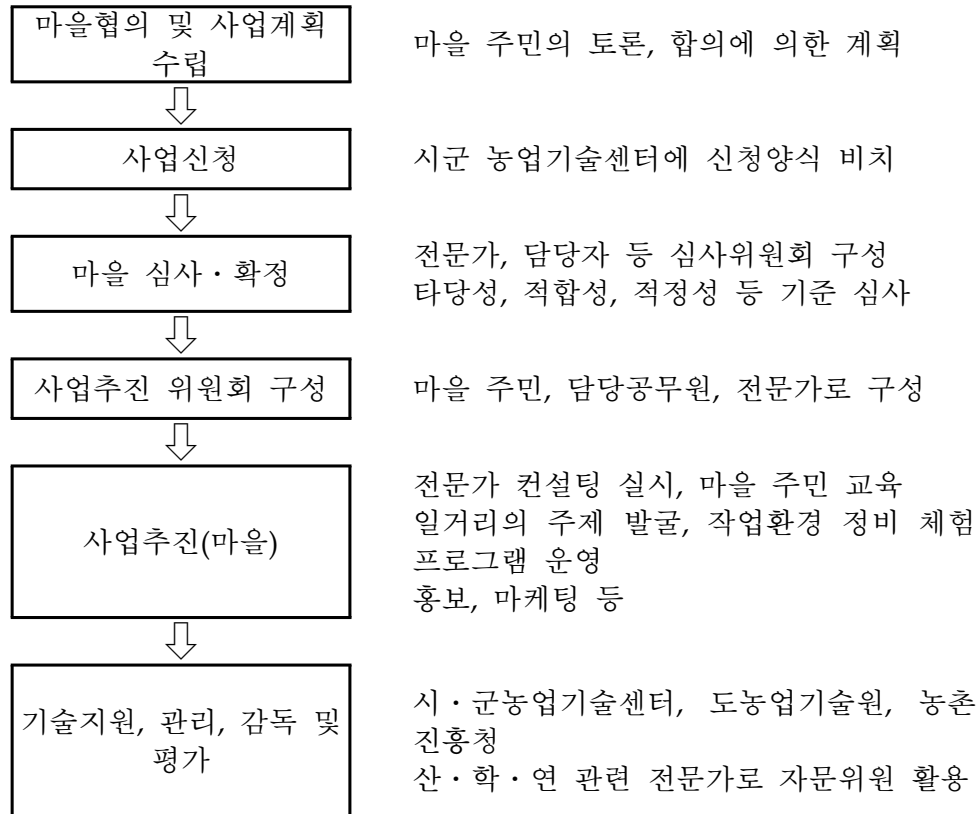 마을협의 및 사업계획
수립
마을 주민의 토론, 합의에 의한 계획
사업신청
시군 농업기술센터에 신청양식 비치
마을 심사・확정
전문가, 담당자 등 심사위원회 구성
타당성, 적합성, 적정성 등 기준 심사
사업추진 위원회 구성
마을 주민, 담당공무원, 전문가로 구성
사업추진(마을)
전문가 컨설팅 실시, 마을 주민 교육
일거리의 주제 발굴, 작업환경 정비 체험
프로그램 운영
홍보, 마케팅 등
기술지원, 관리, 감독 및
평가
시・군농업기술센터, 도농업기술원, 농촌
진흥청
산・학・연 관련 전문가로 자문위원 활용